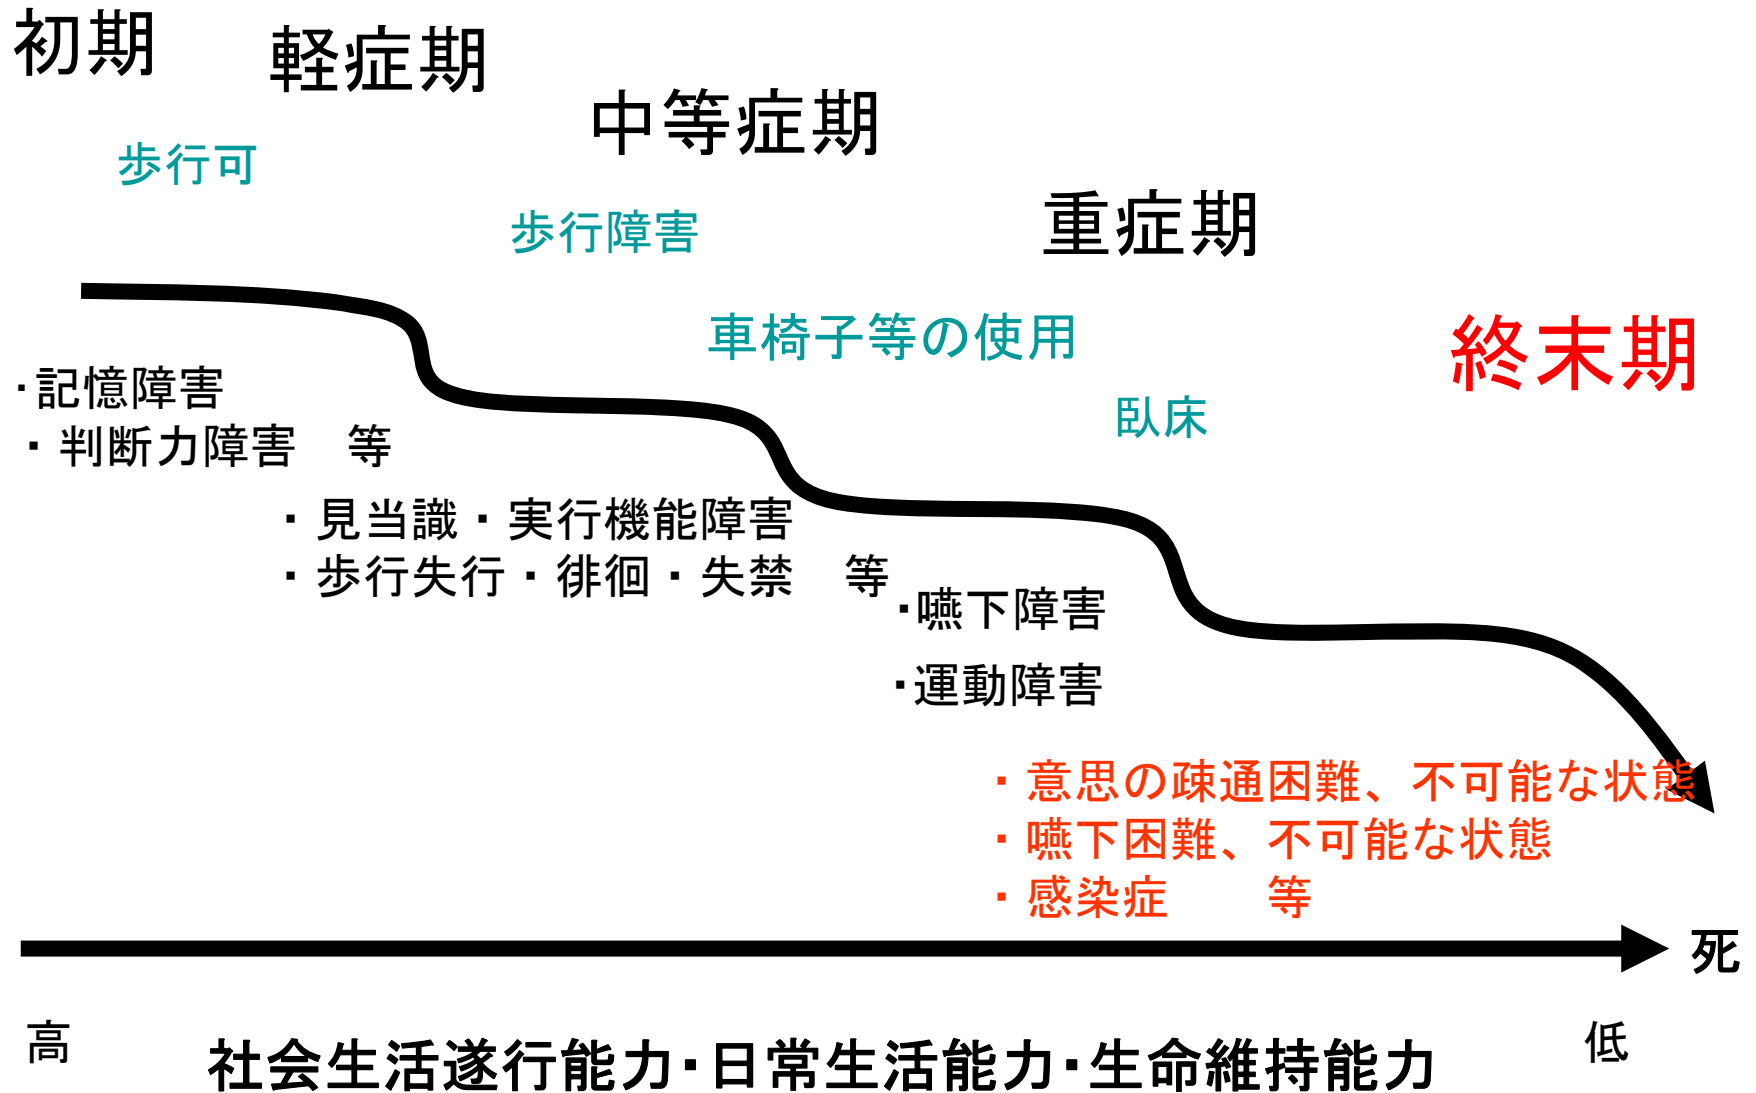 初期
軽症期
中等症期
重症期
終末期
歩行可
歩行障害
車椅子等の使用
臥床
・記憶障害
・判断力障害　等
・見当識・実行機能障害
・歩行失行・徘徊・失禁　等
・嚥下障害
・運動障害
・意思の疎通困難、不可能な状態
・嚥下困難、不可能な状態
・感染症　　等
死
高
低
社会生活遂行能力・日常生活能力・生命維持能力